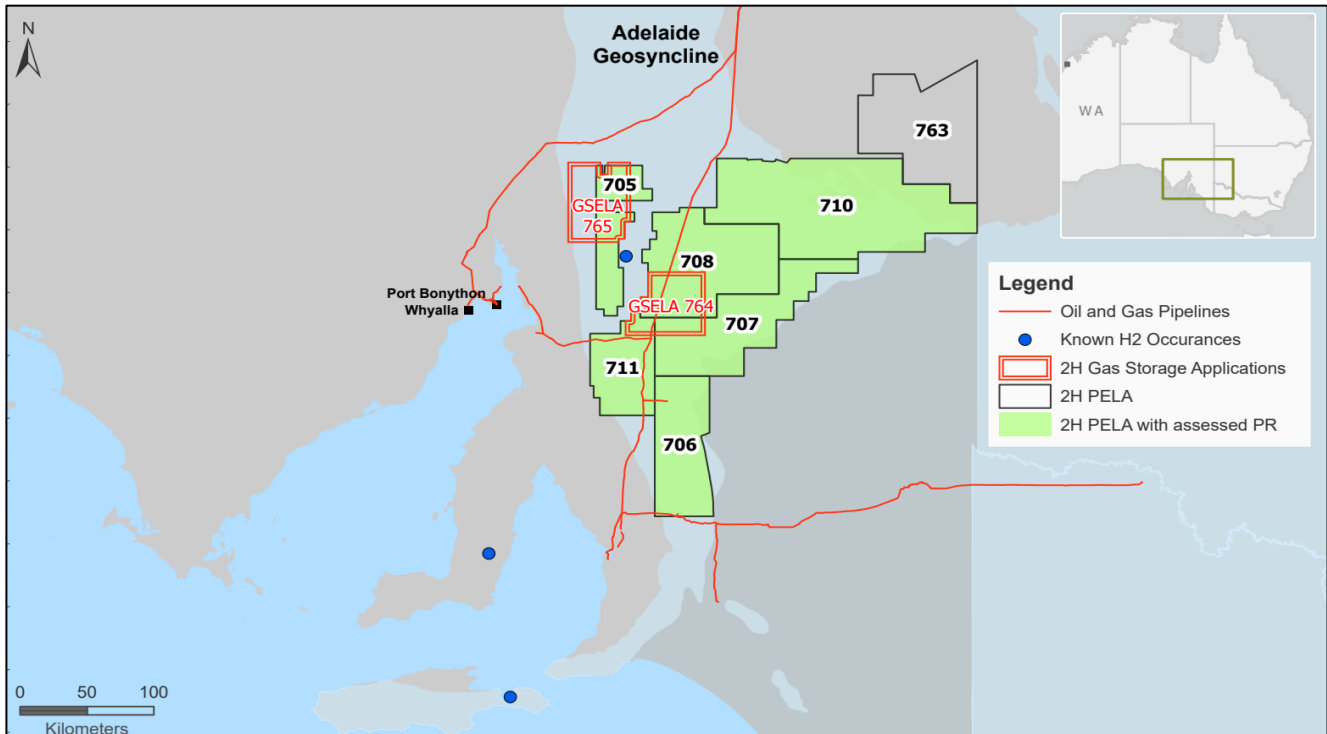 N
Adelaide
Geosyncline
WA
763
705
GSELA
765
710
708
Port Bonython
Whyalla
GSELA 764
707
711
706
Legend
Oil and Gas Pipelines
Known H2 Occurances
2H Gas Storage Applications
2H PELA
2H PELA with assessed PR
0 50 100
Kilometers